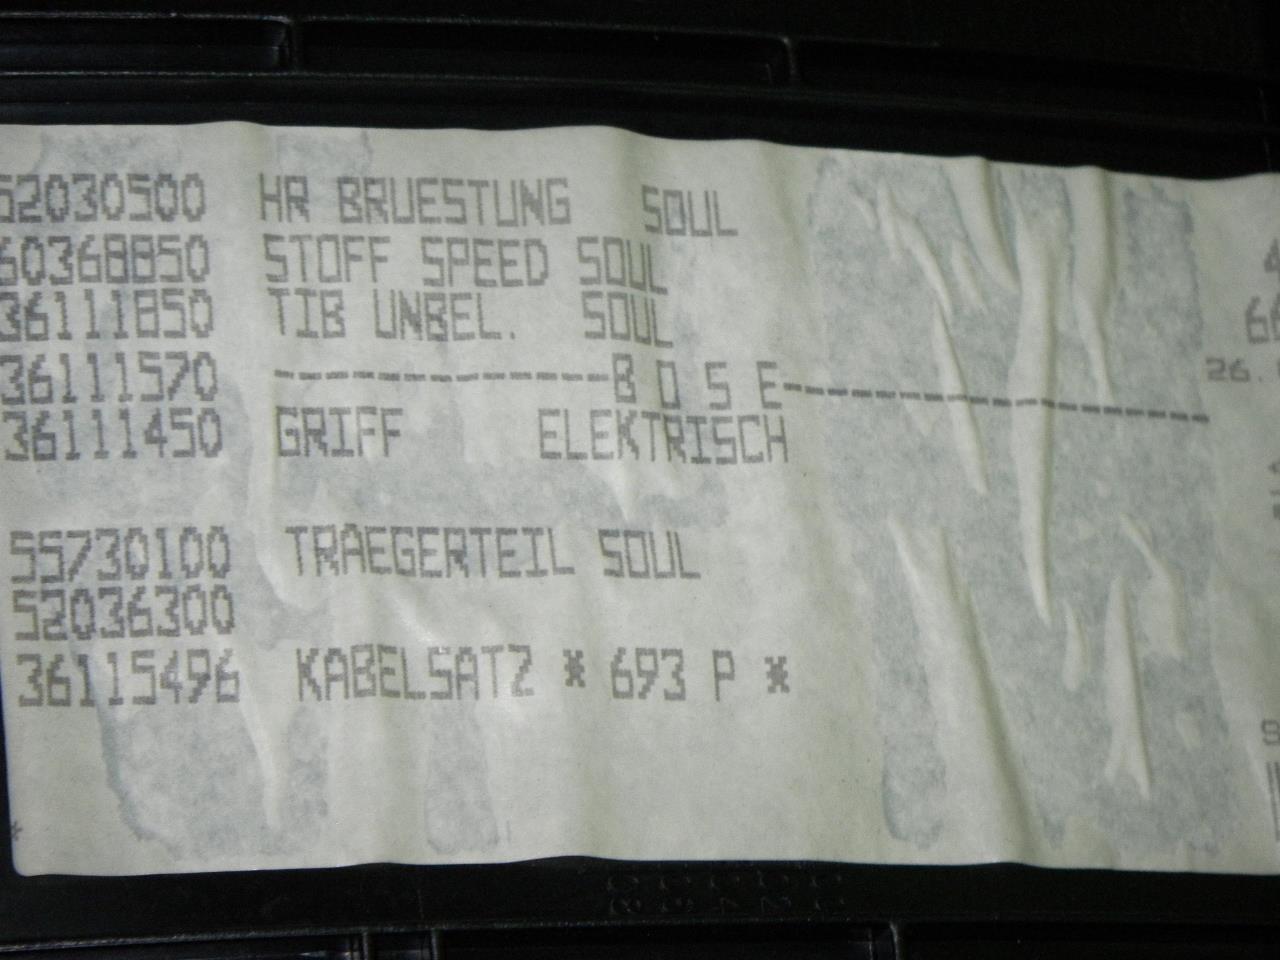 52030500 HR BRUESTUNG SOUL
60368850 STOFF SPEED SOUL
36111850 TIB UNBEL. SOUL
36111570 --------------B O S E------------------
36111450 GRIFF ELEKTRISCH
26.
55730100 TRAEGERTEIL SOUL
52036300
36115496 KABELSATZ * 693 P *
*